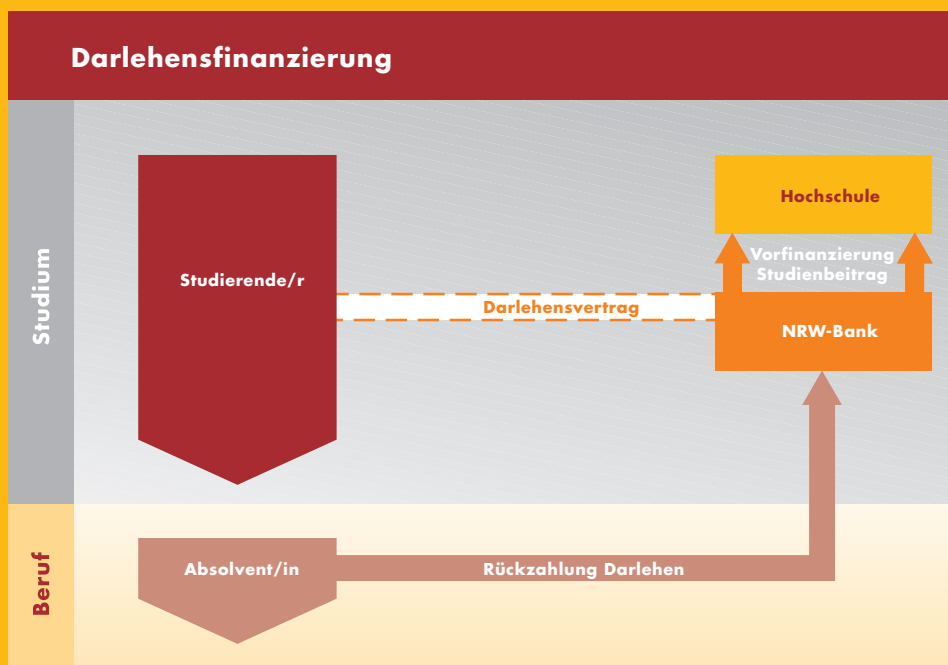 Darlehensfinanzierung
Studium
Studierende/r
Darlehensvertrag
Hochschule
Vorfinanzierung
Studienbeitrag
NRW-Bank
Beruf
Absolvent/in
Rückzahlung Darlehen